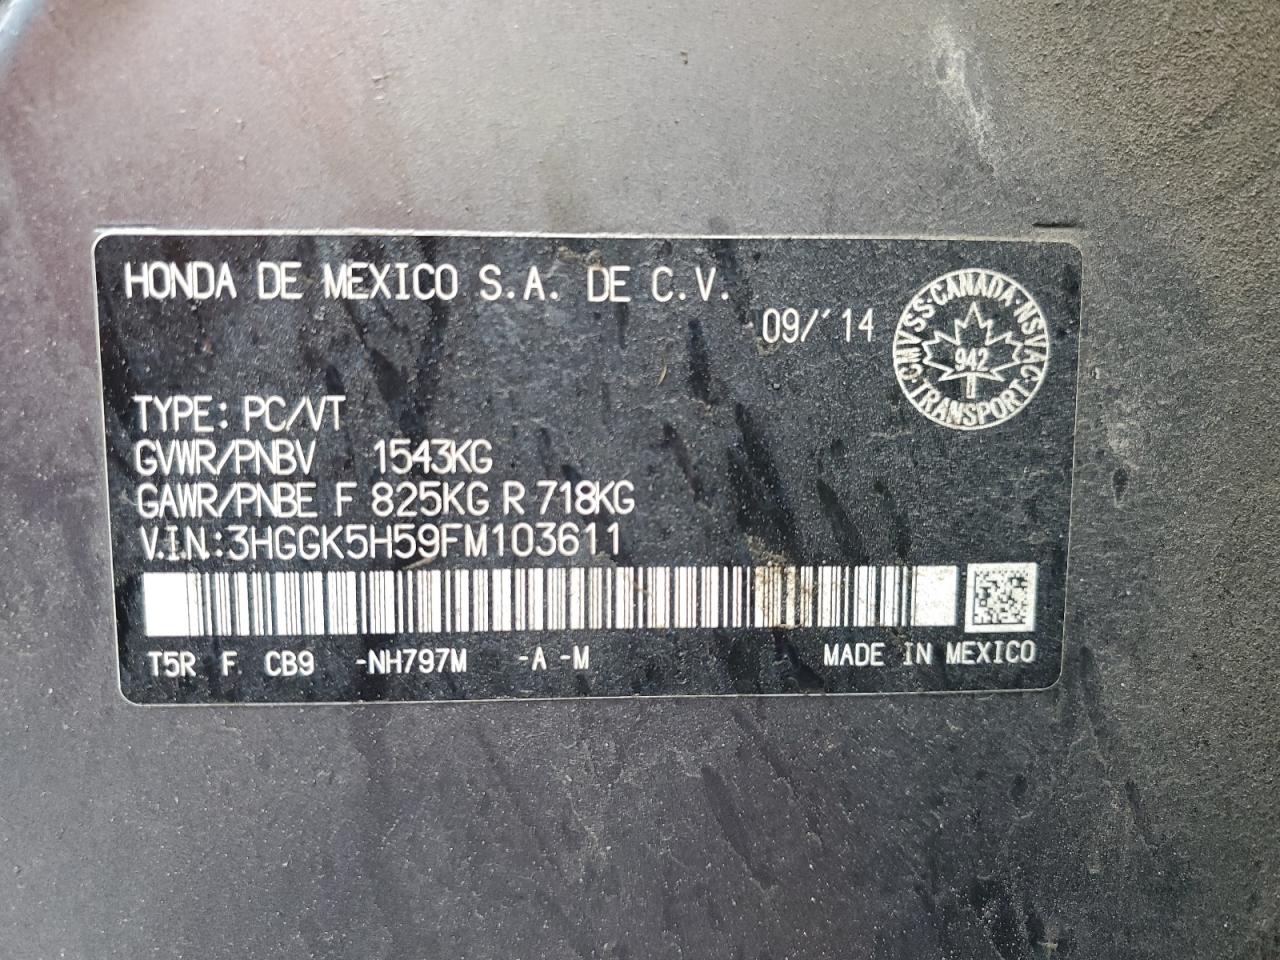 HONDA DE MEXICO S.A. DE C.V.
09/'14
CMVSS·CANADA·NSVAC·TRANSPORT·
942
TYPE: PC/VT
GVWR/PNBV 1543KG
GAWR/PNBE F 825KG R 718KG
V.I.N.:3HGGK5H59FM103611
T5R F CB9 -NH797M -A -M
MADE IN MEXICO